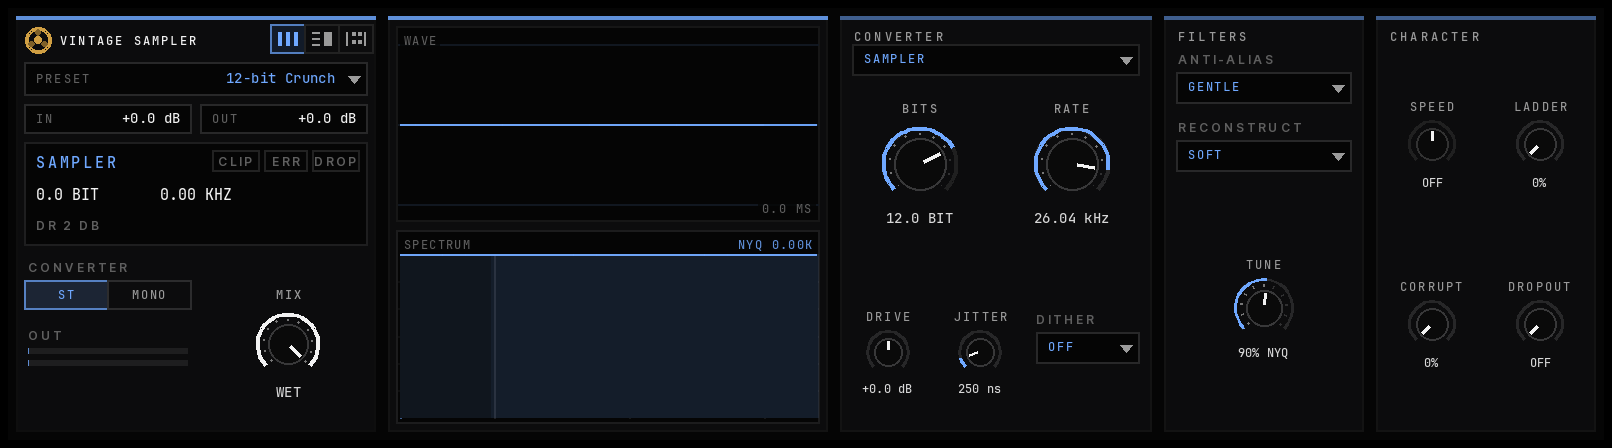 VINTAGE SAMPLER
PRESET 12-bit Crunch
IN +0.0 dB OUT +0.0 dB
SAMPLER CLIP ERR DROP
0.0 BIT 0.00 KHZ
DR 2 DB
CONVERTER
ST MONO
MIX
OUT
WET
WAVE
0.0 MS
SPECTRUM NYQ 0.00K
CONVERTER
SAMPLER
BITS RATE
12.0 BIT 26.04 kHz
DRIVE JITTER DITHER
OFF
+0.0 dB 250 ns
FILTERS
ANTI-ALIAS
GENTLE
RECONSTRUCT
SOFT
TUNE
90% NYQ
CHARACTER
SPEED LADDER
OFF 0%
CORRUPT DROPOUT
0% OFF